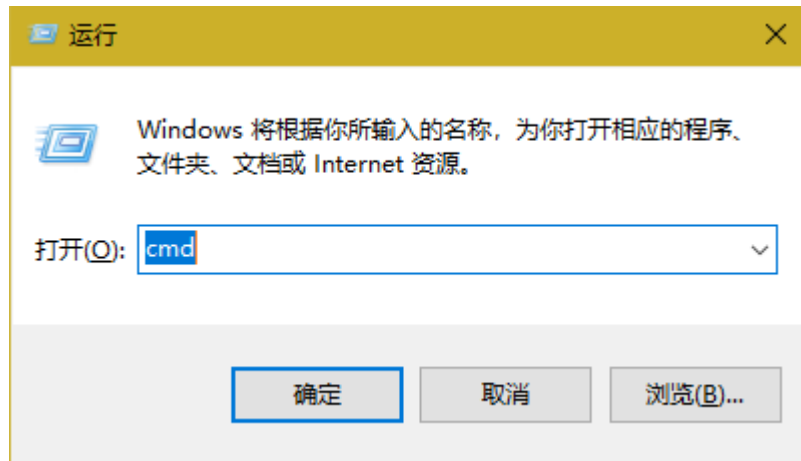 运行
Windows 将根据你所输入的名称，为你打开相应的程序、
文件夹、文档或 Internet 资源。
打开(O): cmd
确定 取消 浏览(B)...